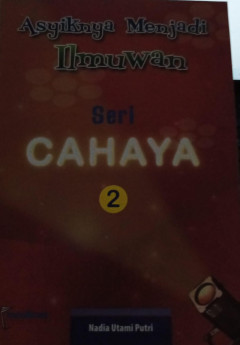 Asyiknya Menjadi
Ilmuwan
Seri
CAHAYA
2
Nadia Utami Putri